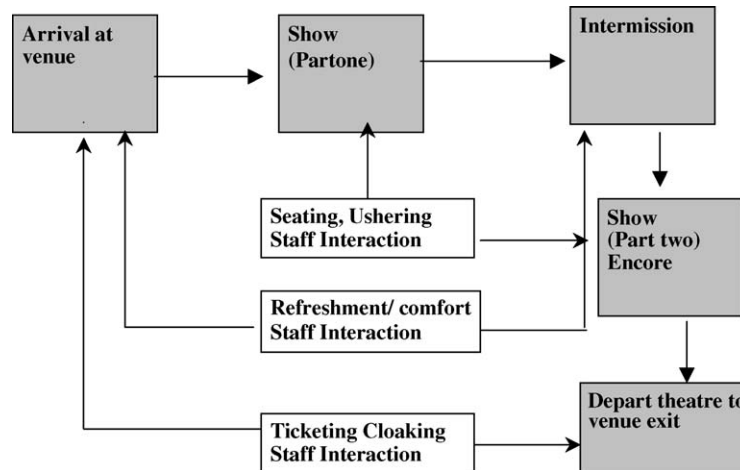 Arrival at
venue
Show
(Partone)
Intermission
Seating, Ushering
Staff Interaction
Show
(Part two)
Encore
Refreshment/ comfort
Staff Interaction
Ticketing Cloaking
Staff Interaction
Depart theatre to
venue exit